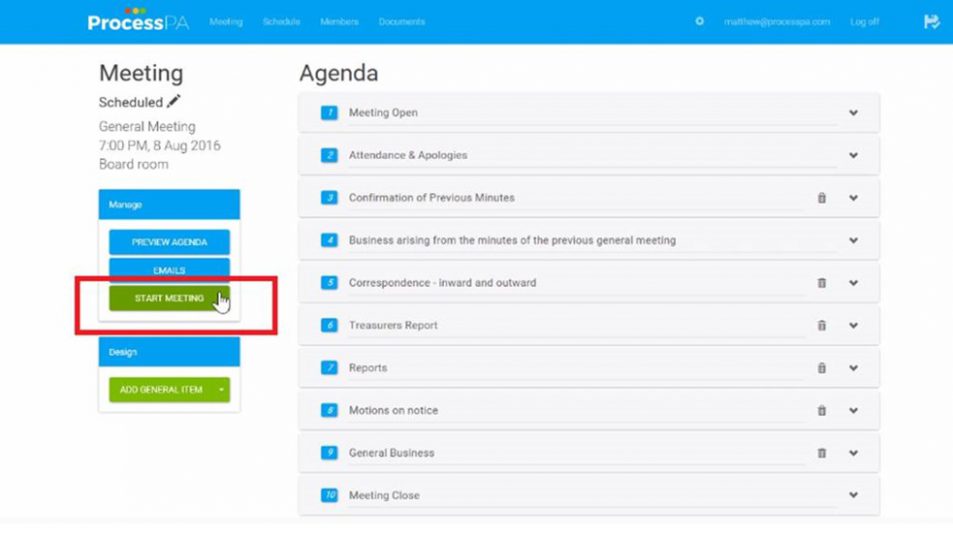 ProcessPA Meeting Schedule Members Documents matthew@processpa.com Log off
Meeting
Scheduled
General Meeting
7:00 PM, 8 Aug 2016
Board room
Manage
PREVIEW AGENDA
EMAILS
START MEETING
Design
ADD GENERAL ITEM
Agenda
1 Meeting Open
2 Attendance & Apologies
3 Confirmation of Previous Minutes
4 Business arising from the minutes of the previous general meeting
5 Correspondence - inward and outward
6 Treasurers Report
7 Reports
8 Motions on notice
9 General Business
10 Meeting Close